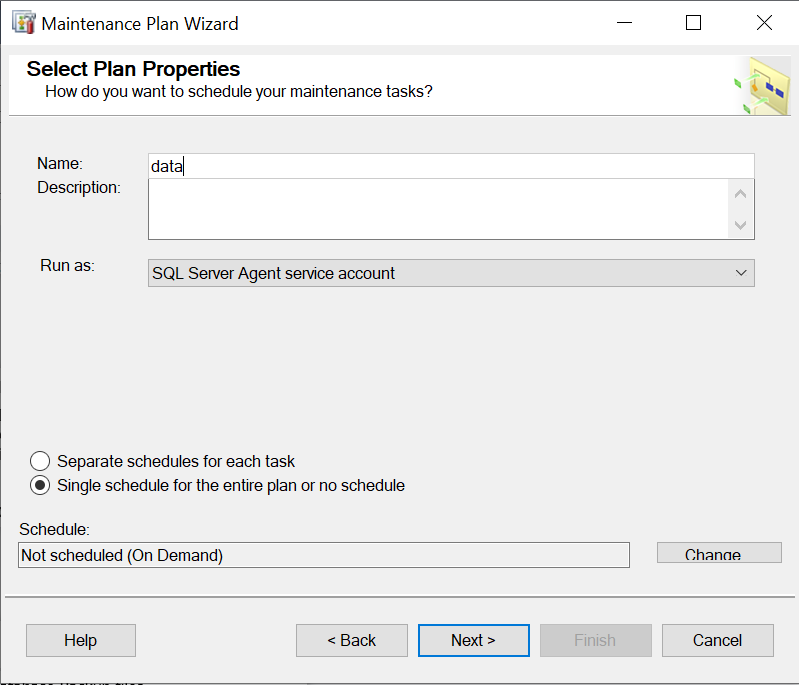 Maintenance Plan Wizard
Select Plan Properties
How do you want to schedule your maintenance tasks?
Name:
data
Description:
Run as:
SQL Server Agent service account
Separate schedules for each task
Single schedule for the entire plan or no schedule
Schedule:
Not scheduled (On Demand)
Change
Help
< Back
Next >
Finish
Cancel